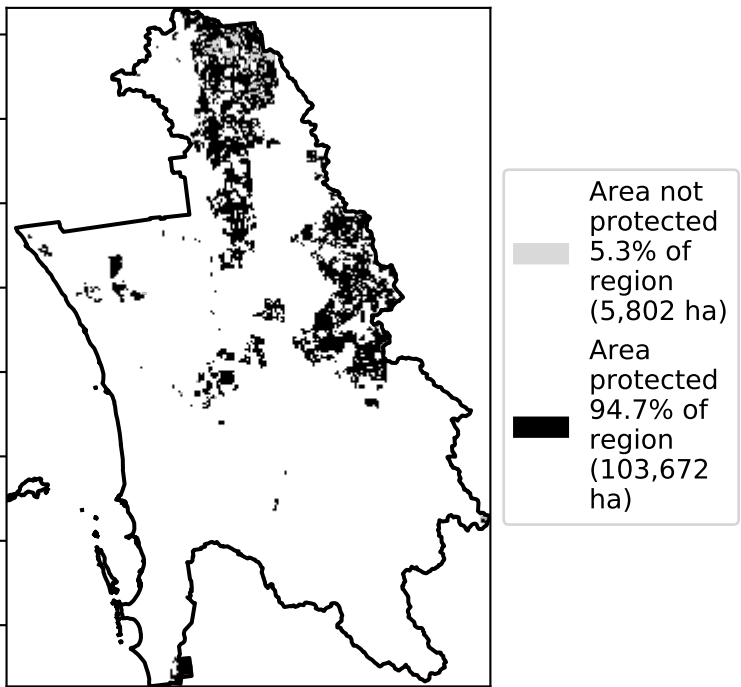 Area not
protected
5.3% of
region
(5,802 ha)
Area
protected
94.7% of
region
(103,672
ha)